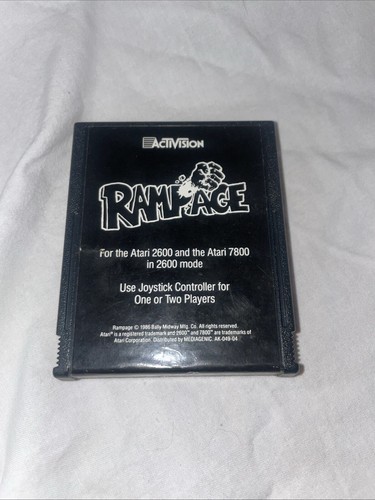 ACTIVISION
RAMPAGE
For the Atari 2600 and the Atari 7800
in 2600 mode
Use Joystick Controller for
One or Two Players
Rampage © 1986 Bally Midway Mfg. Co. All rights reserved.
Atari® is a registered trademark and 2600™ and 7800™ are trademarks of
Atari Corporation. Distributed by MEDIAGENIC. AK-049-04